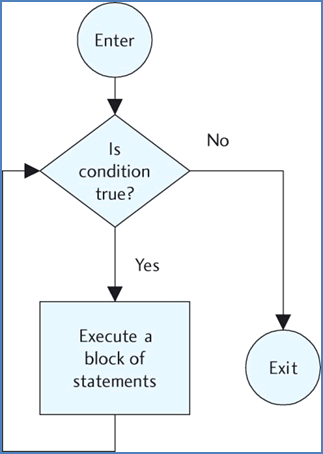 Enter
Is
condition
true?
No
Yes
Execute a
block of
statements
Exit